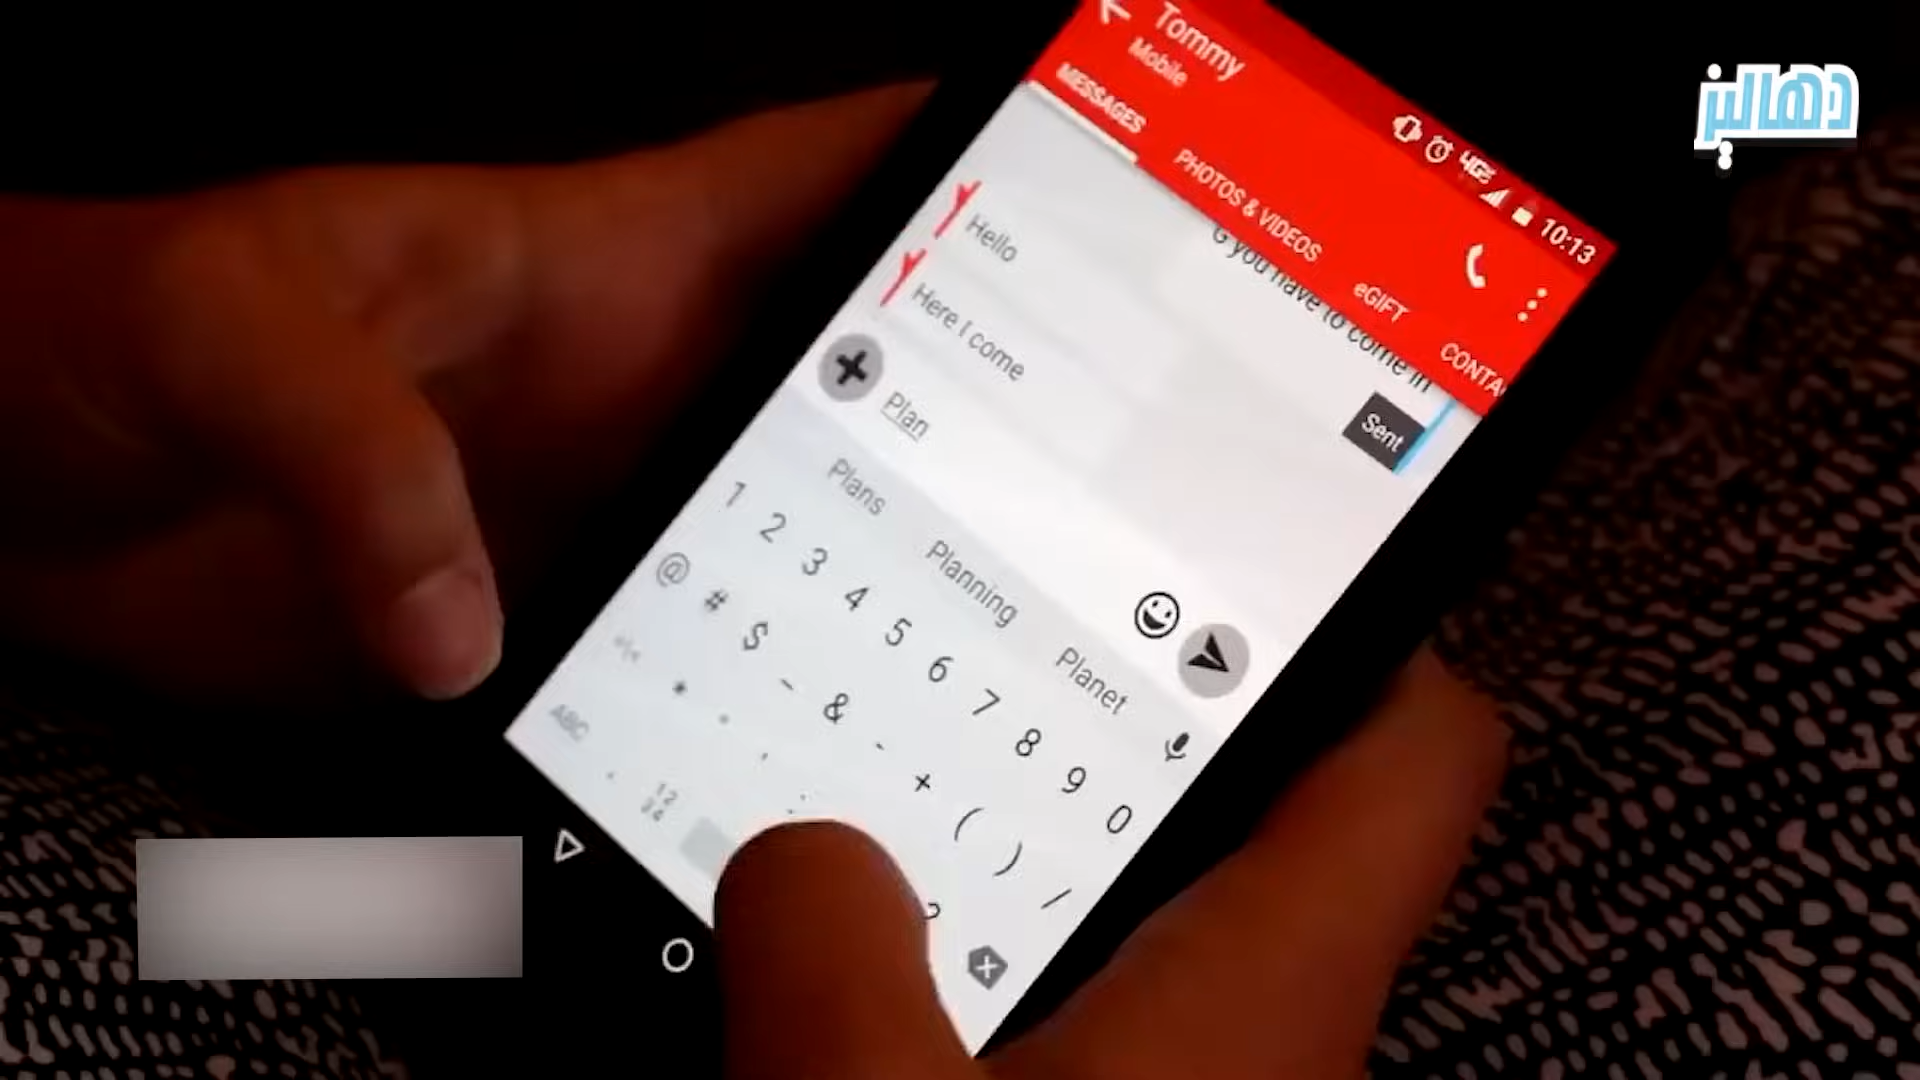 دهاليز
Tommy
Mobile
10:13
MESSAGES
PHOTOS & VIDEOS
eGIFT
CONTA
you have to come in
Sent
Hello
Here I come
Plan
Plans
Planning
Planet
1 2 3 4 5 6 7 8 9 0
@ # $ - & - + ( ) /
ABC
12
34
?